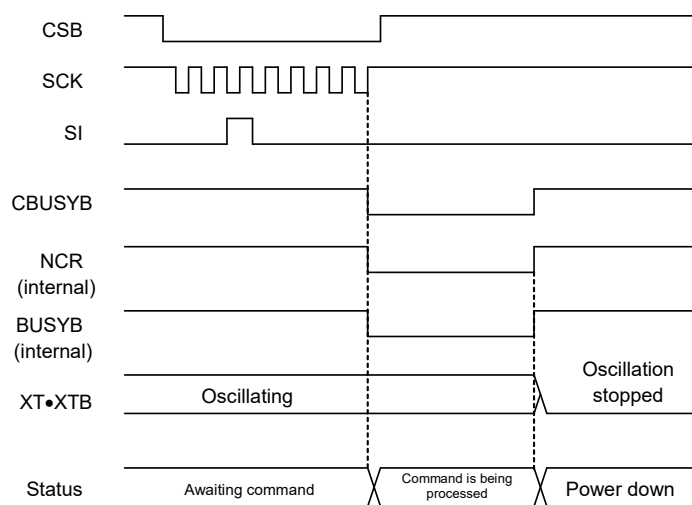 CSB
SCK
SI
CBUSYB
NCR
(internal)
BUSYB
(internal)
XT•XTB
Oscillating
Oscillation
stopped
Status
Awaiting command
Command is being
processed
Power down